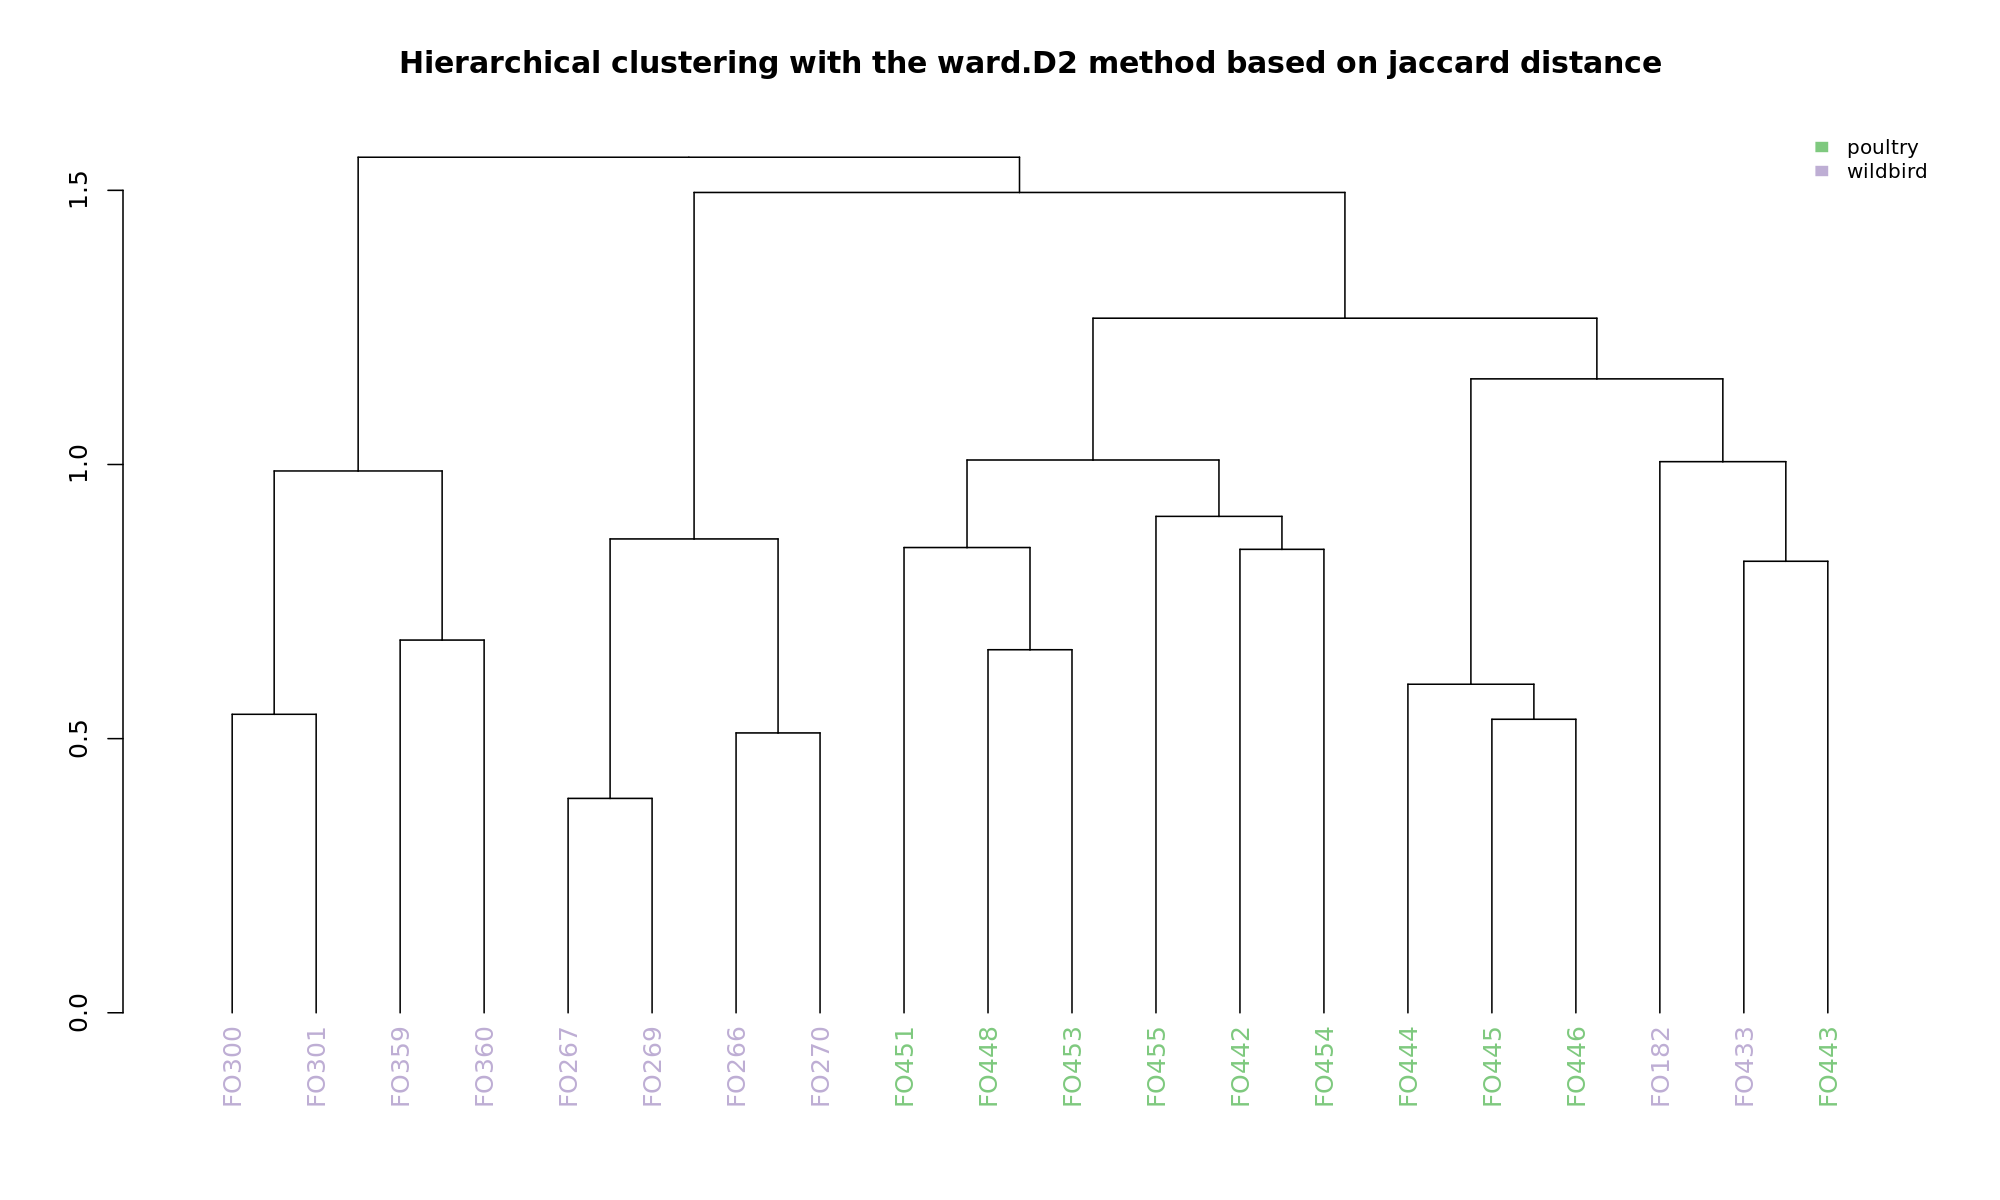 Hierarchical clustering with the ward.D2 method based on jaccard distance
poultry
wildbird
1.5
1.0
0.5
0.0
FO300
FO301
FO359
FO360
FO267
FO269
FO266
FO270
FO451
FO448
FO453
FO455
FO442
FO454
FO444
FO445
FO446
FO182
FO433
FO443